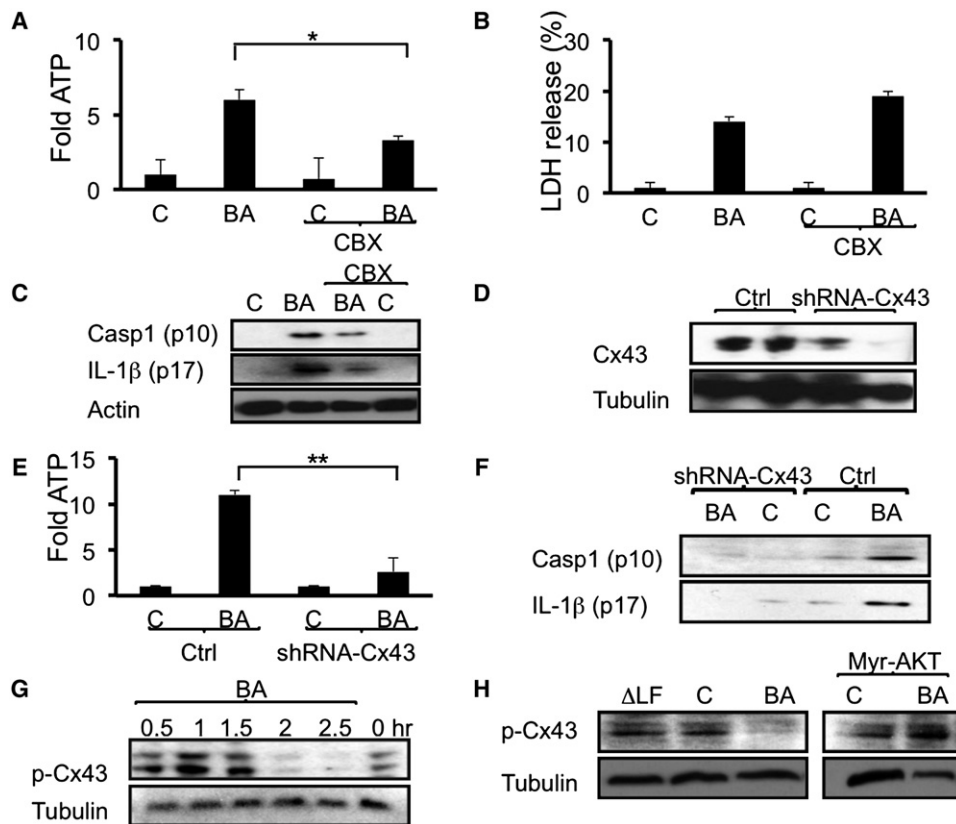 A
Fold ATP
10
5
0
*
C BA C BA
CBX
B
LDH release (%)
30
20
10
0
C BA C BA
CBX
C
CBX
C BA BA C
Casp1 (p10)
IL-1β (p17)
Actin
D
Ctrl shRNA-Cx43
Cx43
Tubulin
E
Fold ATP
15
10
5
0
**
C BA C BA
Ctrl shRNA-Cx43
F
shRNA-Cx43 Ctrl
BA C C BA
Casp1 (p10)
IL-1β (p17)
G
BA
0.5 1 1.5 2 2.5 0 hr
p-Cx43
Tubulin
H
Myr-AKT
ΔLF C BA C BA
p-Cx43
Tubulin